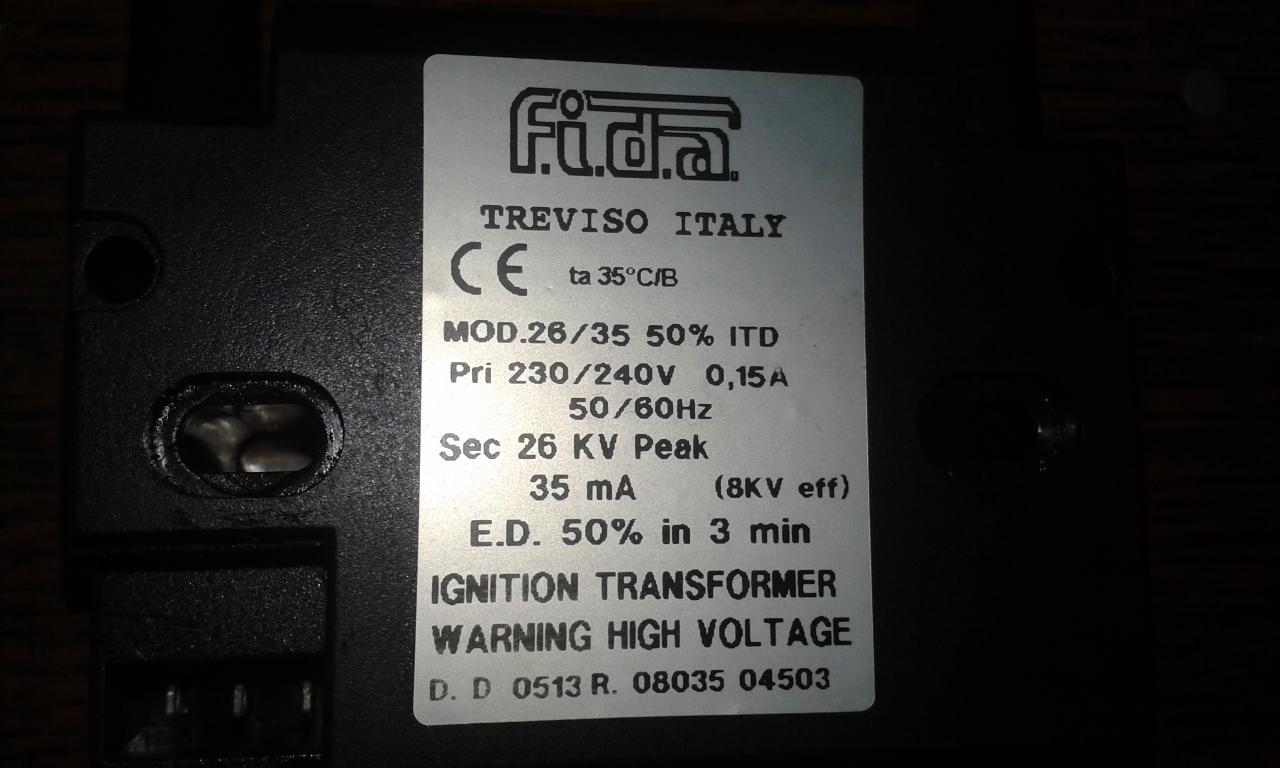 f.i.d.a.
TREVISO ITALY
CE ta 35°C/B
MOD.26/35 50% ITD
Pri 230/240V 0,15A
50/60Hz
Sec 26 KV Peak
35 mA (8KV eff)
E.D. 50% in 3 min
IGNITION TRANSFORMER
WARNING HIGH VOLTAGE
D. D 0513 R. 08035 04503